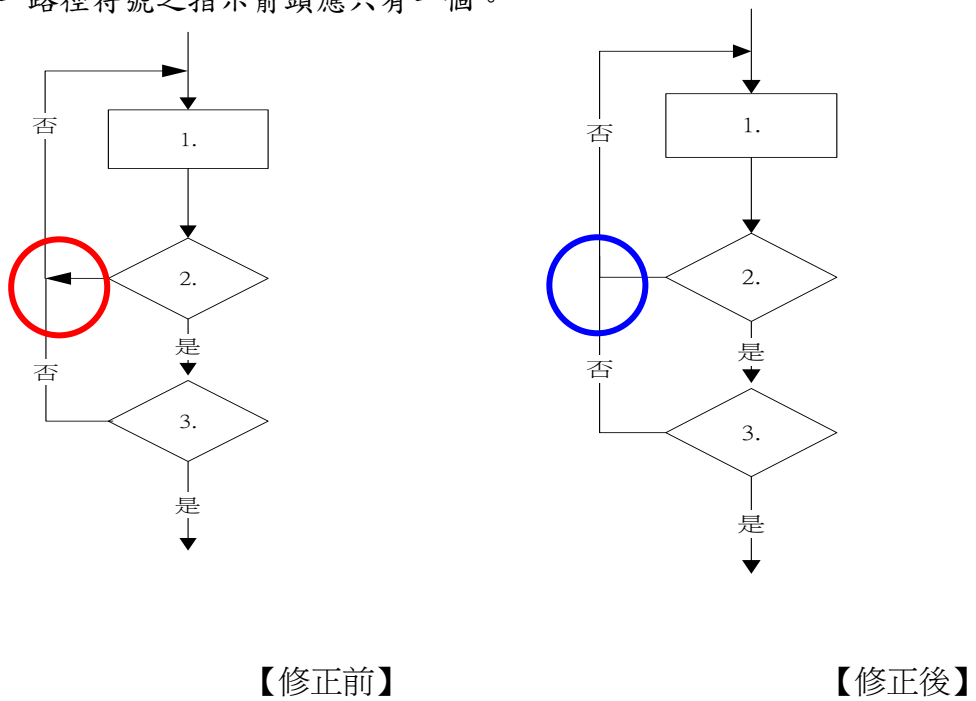 路徑符號之指示箭頭應只有一個。
否
1.
2.
是
否
3.
是
【修正前】
否
1.
2.
是
否
3.
是
【修正後】